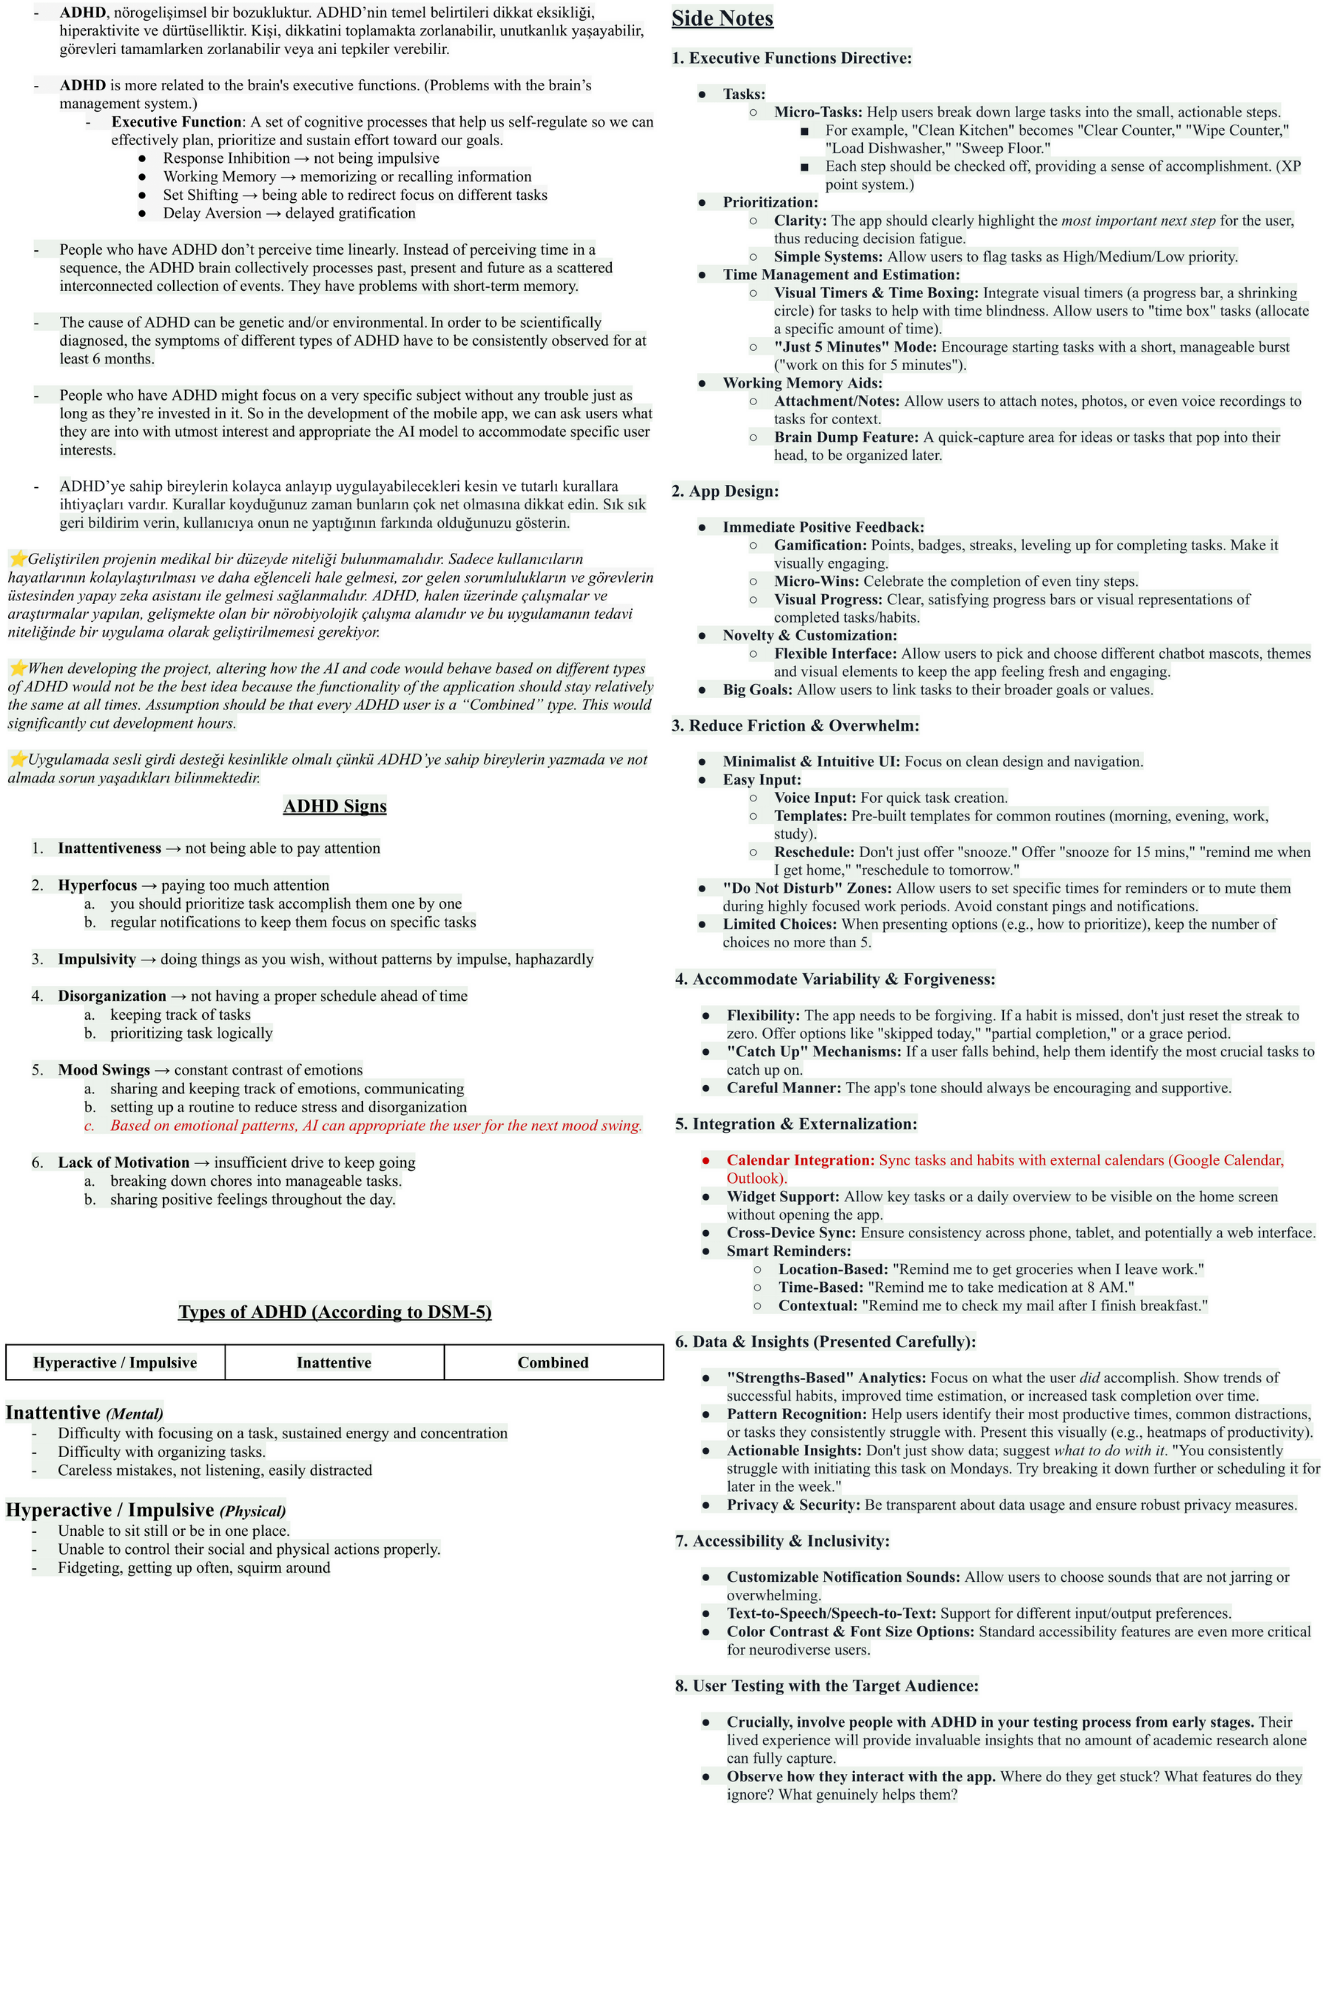 - ADHD, nörogelişimsel bir bozukluktur. ADHD’nin temel belirtileri dikkat eksikliği,
hiperaktivite ve dürtüselliktir. Kişi, dikkatini toplamakta zorlanabilir, unutkanlık yaşayabilir,
görevleri tamamlarken zorlanabilir veya ani tepkiler verebilir.
- ADHD is more related to the brain's executive functions. (Problems with the brain’s
management system.)
- Executive Function: A set of cognitive processes that help us self-regulate so we can
effectively plan, prioritize and sustain effort toward our goals.
● Response Inhibition → not being impulsive
● Working Memory → memorizing or recalling information
● Set Shifting → being able to redirect focus on different tasks
● Delay Aversion → delayed gratification
- People who have ADHD don’t perceive time linearly. Instead of perceiving time in a
sequence, the ADHD brain collectively processes past, present and future as a scattered
interconnected collection of events. They have problems with short-term memory.
- The cause of ADHD can be genetic and/or environmental. In order to be scientifically
diagnosed, the symptoms of different types of ADHD have to be consistently observed for at
least 6 months.
- People who have ADHD might focus on a very specific subject without any trouble just as
long as they’re invested in it. So in the development of the mobile app, we can ask users what
they are into with utmost interest and appropriate the AI model to accommodate specific user
interests.
- ADHD’ye sahip bireylerin kolayca anlayıp uygulayabilecekleri kesin ve tutarlı kurallara
ihtiyaçları vardır. Kurallar koyduğunuz zaman bunların çok net olmasına dikkat edin. Sık sık
geri bildirim verin, kullanıcıya onun ne yaptığının farkında olduğunuzu gösterin.
⭐Geliştirilen projenin medikal bir düzeyde niteliği bulunmamalıdır. Sadece kullanıcıların
hayatlarının kolaylaştırılması ve daha eğlenceli hale gelmesi, zor gelen sorumlulukların ve görevlerin
üstesinden yapay zeka asistanı ile gelmesi sağlanmalıdır. ADHD, halen üzerinde çalışmalar ve
araştırmalar yapılan, gelişmekte olan bir nörobiyolojik çalışma alanıdır ve bu uygulamanın tedavi
niteliğinde bir uygulama olarak geliştirilmemesi gerekiyor.
⭐When developing the project, altering how the AI and code would behave based on different types
of ADHD would not be the best idea because the functionality of the application should stay relatively
the same at all times. Assumption should be that every ADHD user is a “Combined” type. This would
significantly cut development hours.
⭐Uygulamada sesli girdi desteği kesinlikle olmalı çünkü ADHD’ye sahip bireylerin yazmada ve not
almada sorun yaşadıkları bilinmektedir.
ADHD Signs
1. Inattentiveness → not being able to pay attention
2. Hyperfocus → paying too much attention
a. you should prioritize task accomplish them one by one
b. regular notifications to keep them focus on specific tasks
3. Impulsivity → doing things as you wish, without patterns by impulse, haphazardly
4. Disorganization → not having a proper schedule ahead of time
a. keeping track of tasks
b. prioritizing task logically
5. Mood Swings → constant contrast of emotions
a. sharing and keeping track of emotions, communicating
b. setting up a routine to reduce stress and disorganization
c. Based on emotional patterns, AI can appropriate the user for the next mood swing.
6. Lack of Motivation → insufficient drive to keep going
a. breaking down chores into manageable tasks.
b. sharing positive feelings throughout the day.
Types of ADHD (According to DSM-5)
Hyperactive / Impulsive Inattentive Combined
Inattentive (Mental)
- Difficulty with focusing on a task, sustained energy and concentration
- Difficulty with organizing tasks.
- Careless mistakes, not listening, easily distracted
Hyperactive / Impulsive (Physical)
- Unable to sit still or be in one place.
- Unable to control their social and physical actions properly.
- Fidgeting, getting up often, squirm around
Side Notes
1. Executive Functions Directive:
● Tasks:
○ Micro-Tasks: Help users break down large tasks into the small, actionable steps.
■ For example, "Clean Kitchen" becomes "Clear Counter," "Wipe Counter,"
"Load Dishwasher," "Sweep Floor."
■ Each step should be checked off, providing a sense of accomplishment. (XP
point system.)
● Prioritization:
○ Clarity: The app should clearly highlight the most important next step for the user,
thus reducing decision fatigue.
○ Simple Systems: Allow users to flag tasks as High/Medium/Low priority.
● Time Management and Estimation:
○ Visual Timers & Time Boxing: Integrate visual timers (a progress bar, a shrinking
circle) for tasks to help with time blindness. Allow users to "time box" tasks (allocate
a specific amount of time).
○ "Just 5 Minutes" Mode: Encourage starting tasks with a short, manageable burst
("work on this for 5 minutes").
● Working Memory Aids:
○ Attachment/Notes: Allow users to attach notes, photos, or even voice recordings to
tasks for context.
○ Brain Dump Feature: A quick-capture area for ideas or tasks that pop into their
head, to be organized later.
2. App Design:
● Immediate Positive Feedback:
○ Gamification: Points, badges, streaks, leveling up for completing tasks. Make it
visually engaging.
○ Micro-Wins: Celebrate the completion of even tiny steps.
○ Visual Progress: Clear, satisfying progress bars or visual representations of
completed tasks/habits.
● Novelty & Customization:
○ Flexible Interface: Allow users to pick and choose different chatbot mascots, themes
and visual elements to keep the app feeling fresh and engaging.
● Big Goals: Allow users to link tasks to their broader goals or values.
3. Reduce Friction & Overwhelm:
● Minimalist & Intuitive UI: Focus on clean design and navigation.
● Easy Input:
○ Voice Input: For quick task creation.
○ Templates: Pre-built templates for common routines (morning, evening, work,
study).
○ Reschedule: Don't just offer "snooze." Offer "snooze for 15 mins," "remind me when
I get home," "reschedule to tomorrow."
● "Do Not Disturb" Zones: Allow users to set specific times for reminders or to mute them
during highly focused work periods. Avoid constant pings and notifications.
● Limited Choices: When presenting options (e.g., how to prioritize), keep the number of
choices no more than 5.
4. Accommodate Variability & Forgiveness:
● Flexibility: The app needs to be forgiving. If a habit is missed, don't just reset the streak to
zero. Offer options like "skipped today," "partial completion," or a grace period.
● "Catch Up" Mechanisms: If a user falls behind, help them identify the most crucial tasks to
catch up on.
● Careful Manner: The app's tone should always be encouraging and supportive.
5. Integration & Externalization:
● Calendar Integration: Sync tasks and habits with external calendars (Google Calendar,
Outlook).
● Widget Support: Allow key tasks or a daily overview to be visible on the home screen
without opening the app.
● Cross-Device Sync: Ensure consistency across phone, tablet, and potentially a web interface.
● Smart Reminders:
○ Location-Based: "Remind me to get groceries when I leave work."
○ Time-Based: "Remind me to take medication at 8 AM."
○ Contextual: "Remind me to check my mail after I finish breakfast."
6. Data & Insights (Presented Carefully):
● "Strengths-Based" Analytics: Focus on what the user did accomplish. Show trends of
successful habits, improved time estimation, or increased task completion over time.
● Pattern Recognition: Help users identify their most productive times, common distractions,
or tasks they consistently struggle with. Present this visually (e.g., heatmaps of productivity).
● Actionable Insights: Don't just show data; suggest what to do with it. "You consistently
struggle with initiating this task on Mondays. Try breaking it down further or scheduling it for
later in the week."
● Privacy & Security: Be transparent about data usage and ensure robust privacy measures.
7. Accessibility & Inclusivity:
● Customizable Notification Sounds: Allow users to choose sounds that are not jarring or
overwhelming.
● Text-to-Speech/Speech-to-Text: Support for different input/output preferences.
● Color Contrast & Font Size Options: Standard accessibility features are even more critical
for neurodiverse users.
8. User Testing with the Target Audience:
● Crucially, involve people with ADHD in your testing process from early stages. Their
lived experience will provide invaluable insights that no amount of academic research alone
can fully capture.
● Observe how they interact with the app. Where do they get stuck? What features do they
ignore? What genuinely helps them?